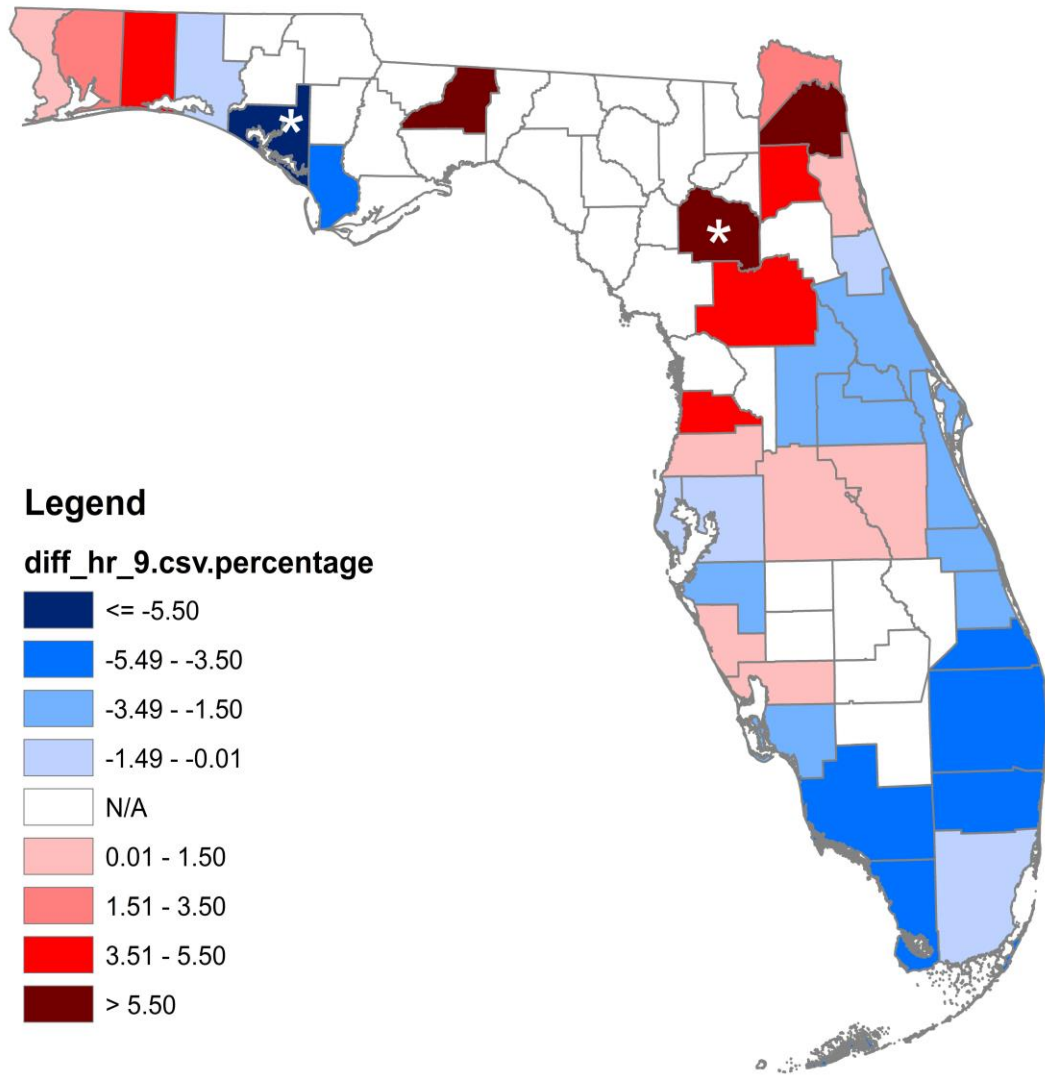 *
*
Legend
diff_hr_9.csv.percentage
<= -5.50
-5.49 - -3.50
-3.49 - -1.50
-1.49 - -0.01
N/A
0.01 - 1.50
1.51 - 3.50
3.51 - 5.50
> 5.50